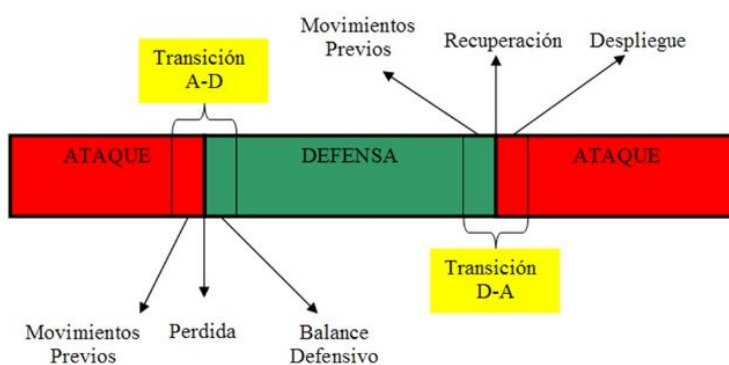 Movimientos
Previos
Recuperación
Despliegue
Transición
A-D
ATAQUE
DEFENSA
ATAQUE
Transición
D-A
Movimientos
Previos
Perdida
Balance
Defensivo